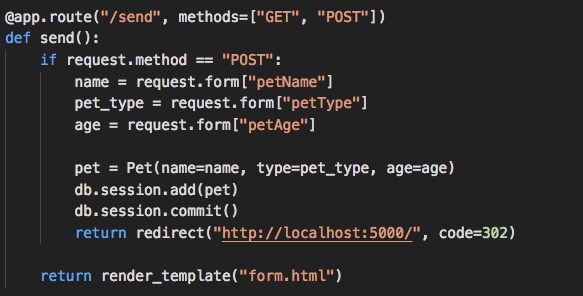 @app.route("/send", methods=["GET", "POST"])
def send():
    if request.method == "POST":
        name = request.form["petName"]
        pet_type = request.form["petType"]
        age = request.form["petAge"]

        pet = Pet(name=name, type=pet_type, age=age)
        db.session.add(pet)
        db.session.commit()
        return redirect("http://localhost:5000/", code=302)

    return render_template("form.html")